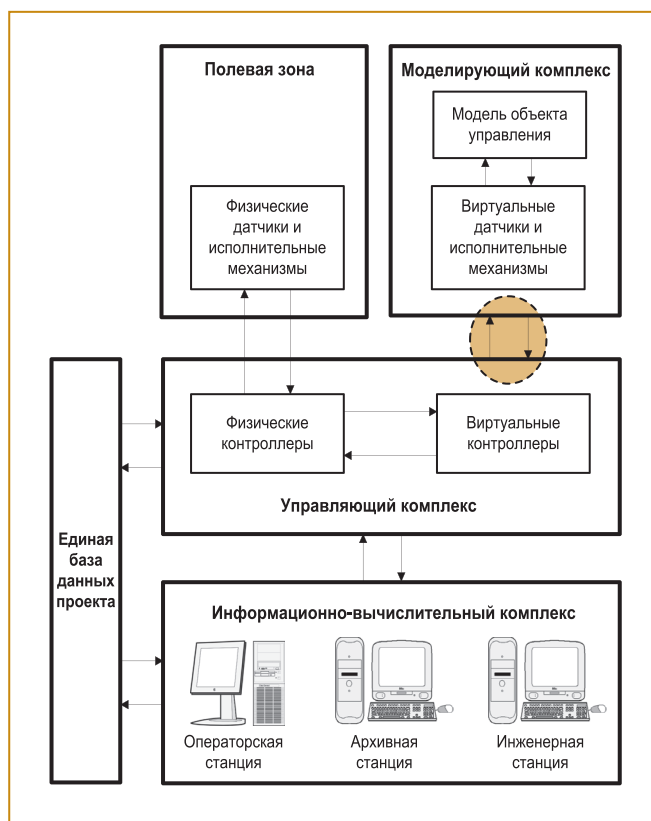 Полевая зона
Физические
датчики и
исполнительные
механизмы
Моделирующий комплекс
Модель объекта
управления
Виртуальные
датчики и
исполнительные
механизмы
Физические
контроллеры
Виртуальные
контроллеры
Управляющий комплекс
Единая
база
данных
проекта
Информационно-вычислительный комплекс
Операторская
станция
Архивная
станция
Инженерная
станция